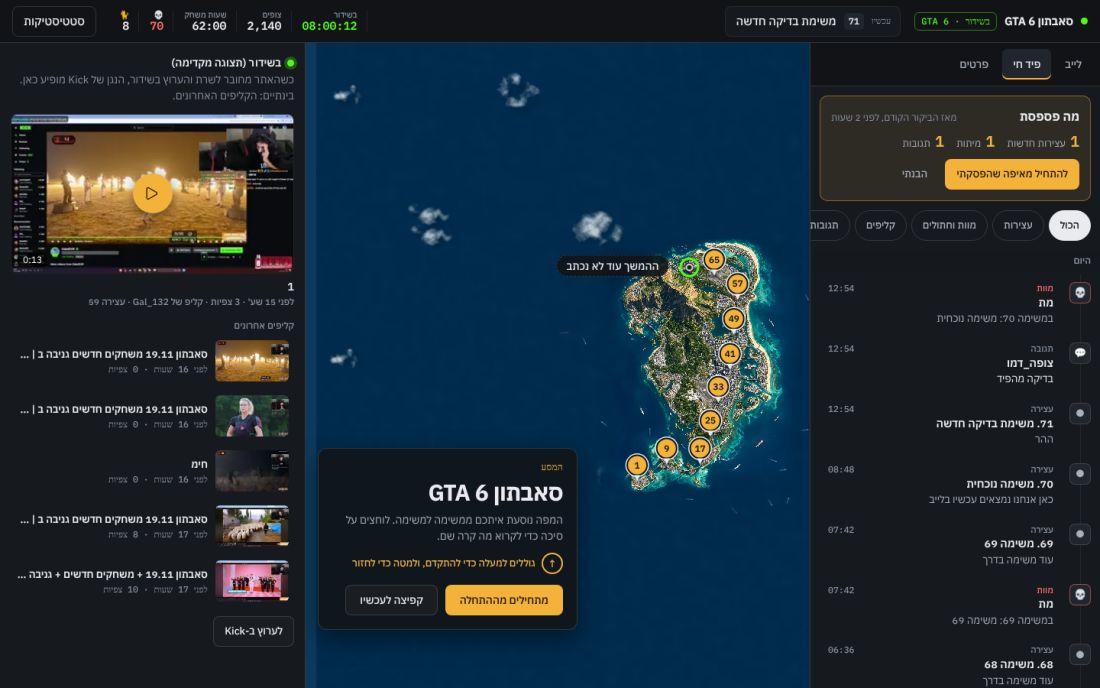 סאבתון GTA 6
בשידור · GTA 6
עכשיו 71 משימת בדיקה חדשה
בשידור
08:00:12
צופים
2,140
שעות משחק
62:00
70
8
סטטיסטיקות
לייב
פיד חי
פרטים
מה פספסת
מאז הביקור הקודם, לפני 2 שעות
1 עצירות חדשות 1 מיתות 1 תגובות
להתחיל מאיפה שהפסקתי
הבנתי
הכול
עצירות
מוות וחתולים
קליפים
תגובות
היום
מוות 12:54
מת
במשימה 70: משימה נוכחית
תגובה 12:54
צופה_דמו
בדיקה מהפיד
עצירה 12:54
71. משימת בדיקה חדשה
ההר
עצירה 08:48
70. משימה נוכחית
כאן אנחנו נמצאים עכשיו בלייב
עצירה 07:42
69. משימה 69
עוד משימה בדרך
מוות 07:42
מת
במשימה 69: משימה 69
עצירה 06:36
68. משימה 68
עוד משימה בדרך
ההמשך עוד לא נכתב
65
57
49
41
33
25
17
9
1
המסע
סאבתון GTA 6
המפה נוסעת איתכם ממשימה למשימה. לוחצים על
סיכה כדי לקרוא מה קרה שם.
גוללים למעלה כדי להתקדם, ולמטה כדי לחזור
מתחילים מההתחלה
קפיצה לעכשיו
בשידור (תצוגה מקדימה)
כשהאתר מחובר לשרת והערוץ בשידור, הנגן של Kick מופיע כאן.
בינתיים: הקליפים האחרונים.
0:13
1
לפני 15 שע' · 3 צפיות · קליפ של Gal_132 · עצירה 59
קליפים אחרונים
סאבתון 19.11 משחקים חדשים גניבה ב | ...
לפני 16 שעות · 0 צפיות
סאבתון 19.11 משחקים חדשים גניבה ב | ...
לפני 16 שעות · 0 צפיות
חימ
לפני 16 שעות · 0 צפיות
סאבתון 19.11 משחקים חדשים גניבה ב | ...
לפני 17 שעות · 8 צפיות
סאבתון 19.11 + משחקים חדשים + גניבה ...
לפני 17 שעות · 10 צפיות
לערוץ ב-Kick